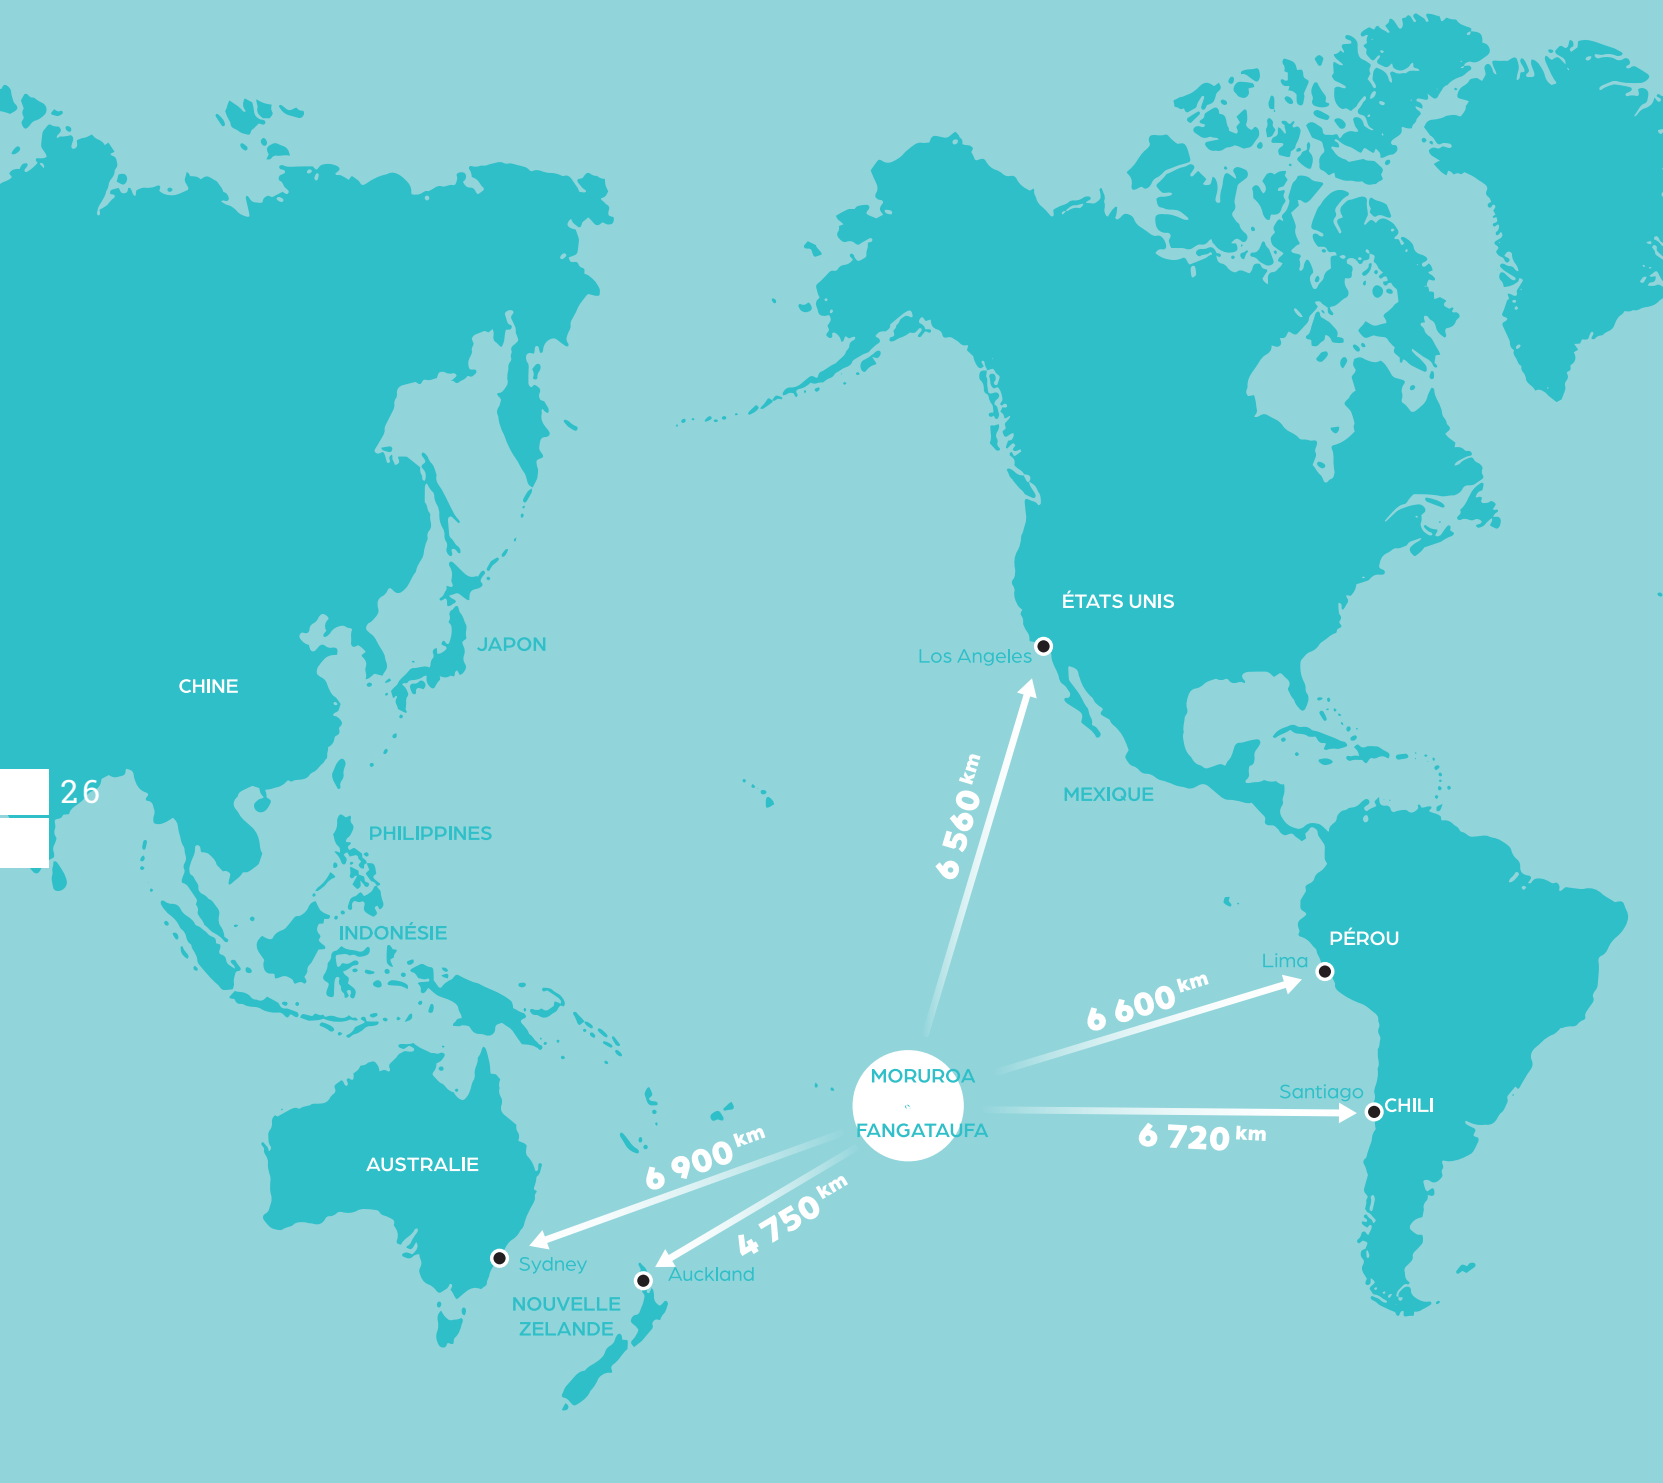 ÉTATS UNIS
JAPON
Los Angeles
CHINE
26
MEXIQUE
6 560 km
PHILIPPINES
INDONÉSIE
PÉROU
Lima
6 600 km
MORUROA
Santiago
CHILI
FANGATAUFA
6 720 km
6 900 km
AUSTRALIE
4 750 km
Sydney
Auckland
NOUVELLE
ZELANDE